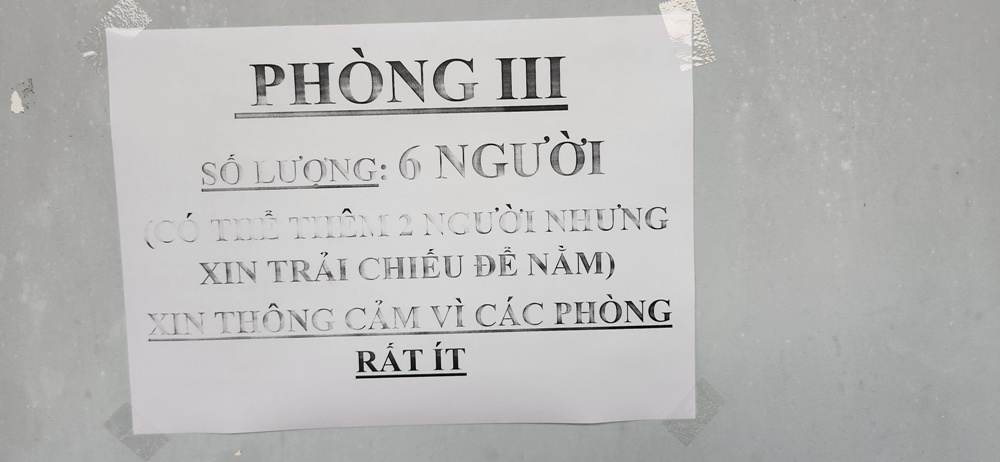 PHÒNG III
SỐ LƯỢNG: 6 NGƯỜI
(CÓ THỂ THÊM 2 NGƯỜI NHƯNG
XIN TRẢI CHIẾU ĐỂ NẰM)
XIN THÔNG CẢM VÌ CÁC PHÒNG
RẤT ÍT